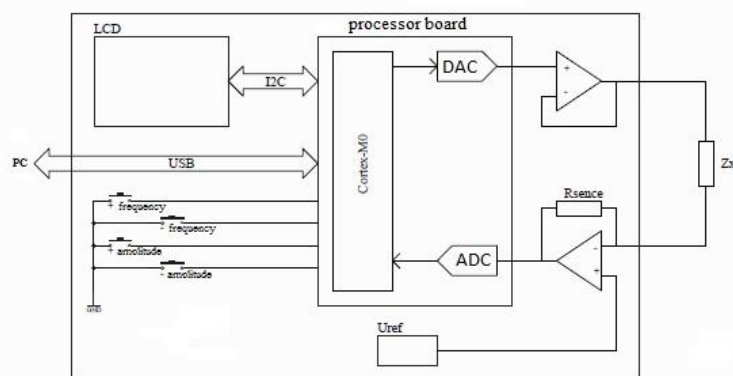 processor board
LCD
DAC
+
-
I2C
Cortex-M0
PC
USB
Zx
Rsence
+ frequency
- frequency
+ amolitude
- amolitude
ADC
-
+
GND
Uref